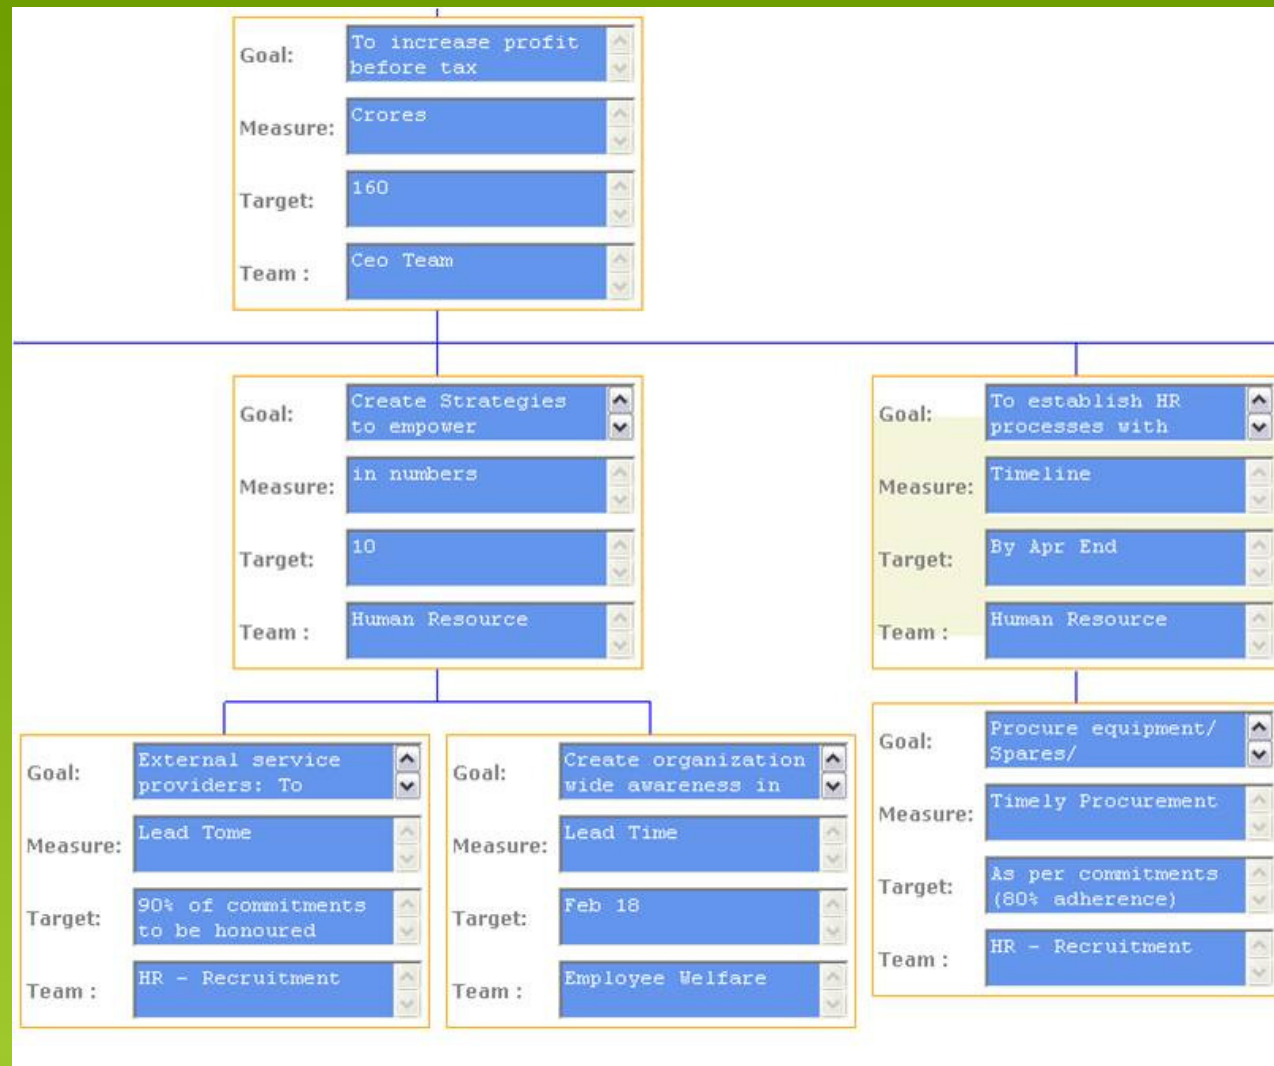 Goal:
To increase profit
before tax
Measure:
Crores
Target:
160
Team :
Ceo Team
Goal:
Create Strategies
to empower
Measure:
in numbers
Target:
10
Team :
Human Resource
Goal:
To establish HR
processes with
Measure:
Timeline
Target:
By Apr End
Team :
Human Resource
Goal:
External service
providers: To
Measure:
Lead Tome
Target:
90% of commitments
to be honoured
Team :
HR - Recruitment
Goal:
Create organization
wide awareness in
Measure:
Lead Time
Target:
Feb 18
Team :
Employee Welfare
Goal:
Procure equipment/
Spares/
Measure:
Timely Procurement
Target:
As per commitments
(80% adherence)
Team :
HR - Recruitment